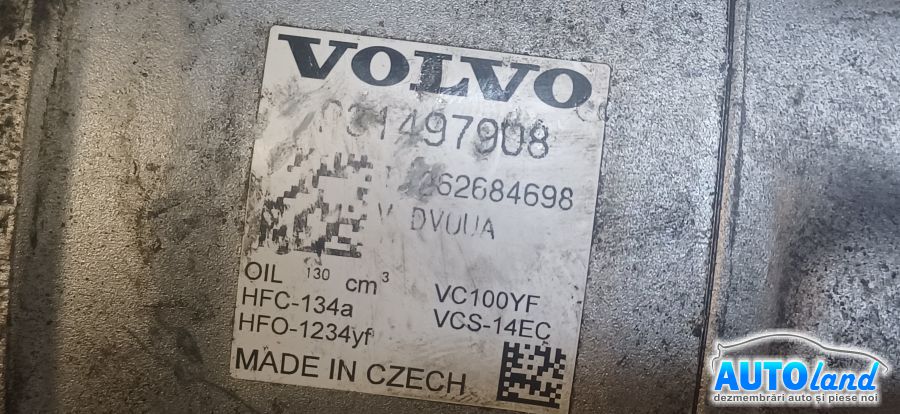 VOLVO
P31497908
262684698
DVUUA
OIL 130 cm³
HFC-134a
HFO-1234yf
VC100YF
VCS-14EC
MADE IN CZECH
AUTOland
dezmembrări auto și piese noi